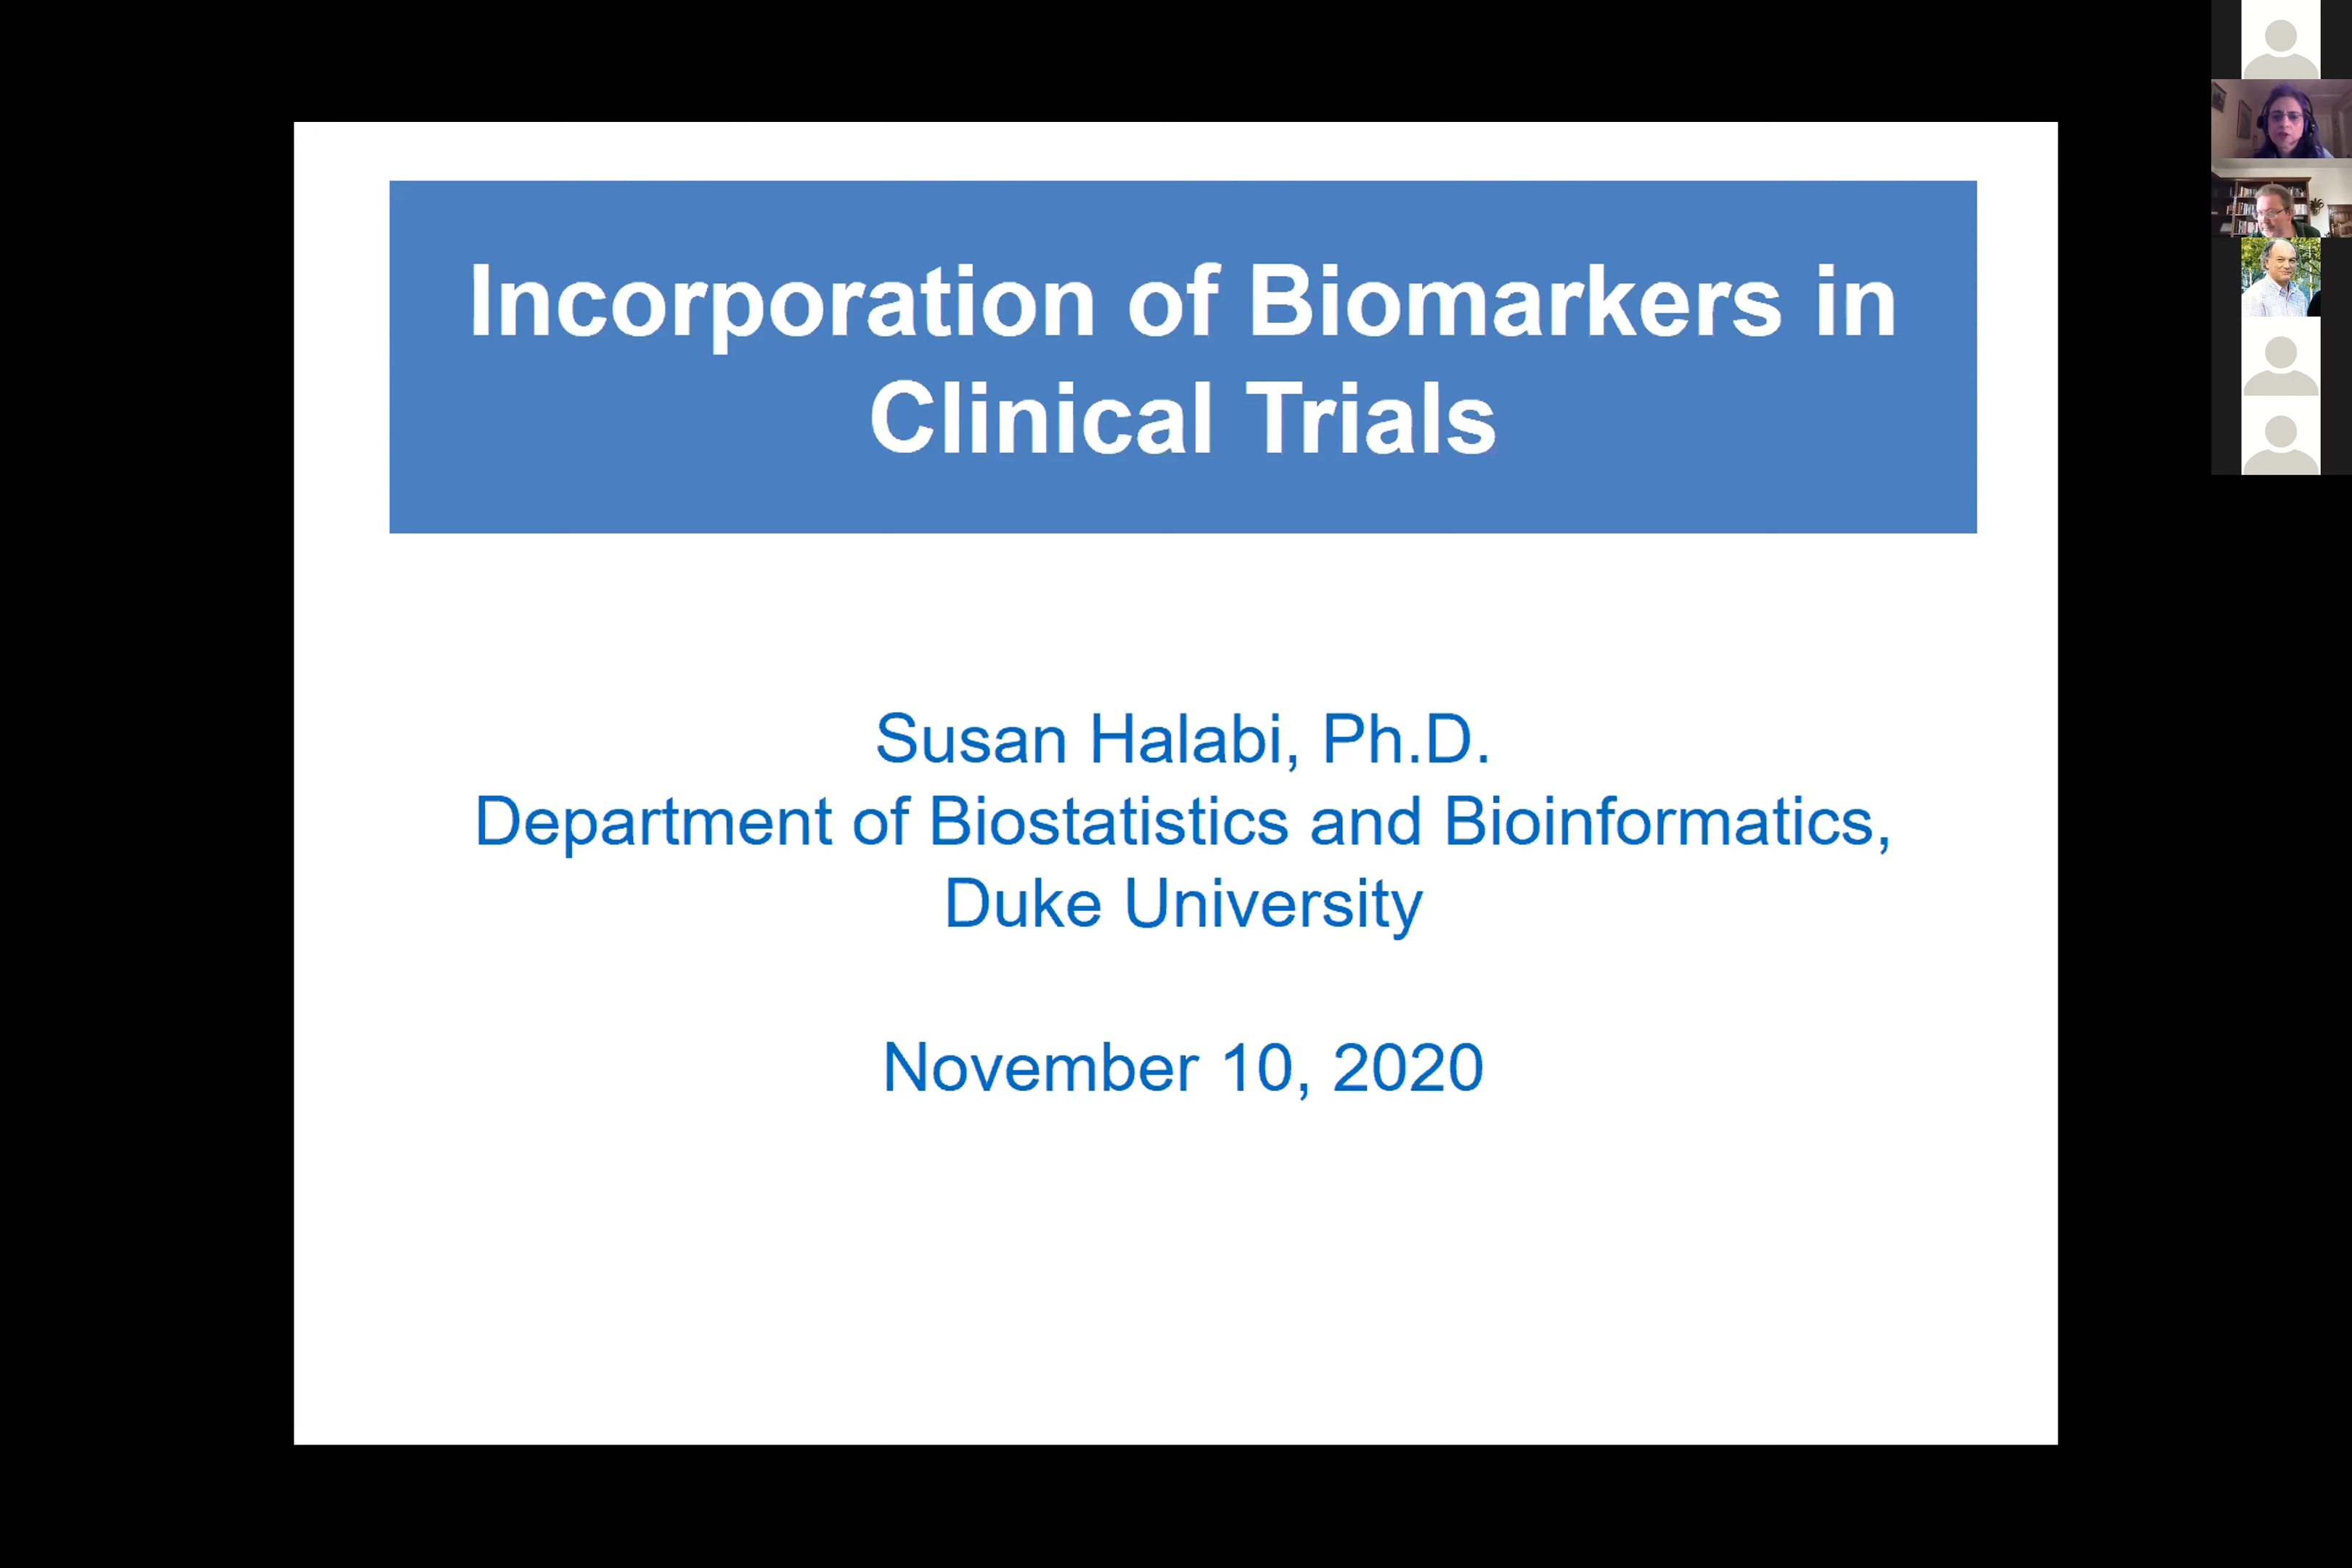 Incorporation of Biomarkers in
Clinical Trials
Susan Halabi, Ph.D.
Department of Biostatistics and Bioinformatics,
Duke University
November 10, 2020